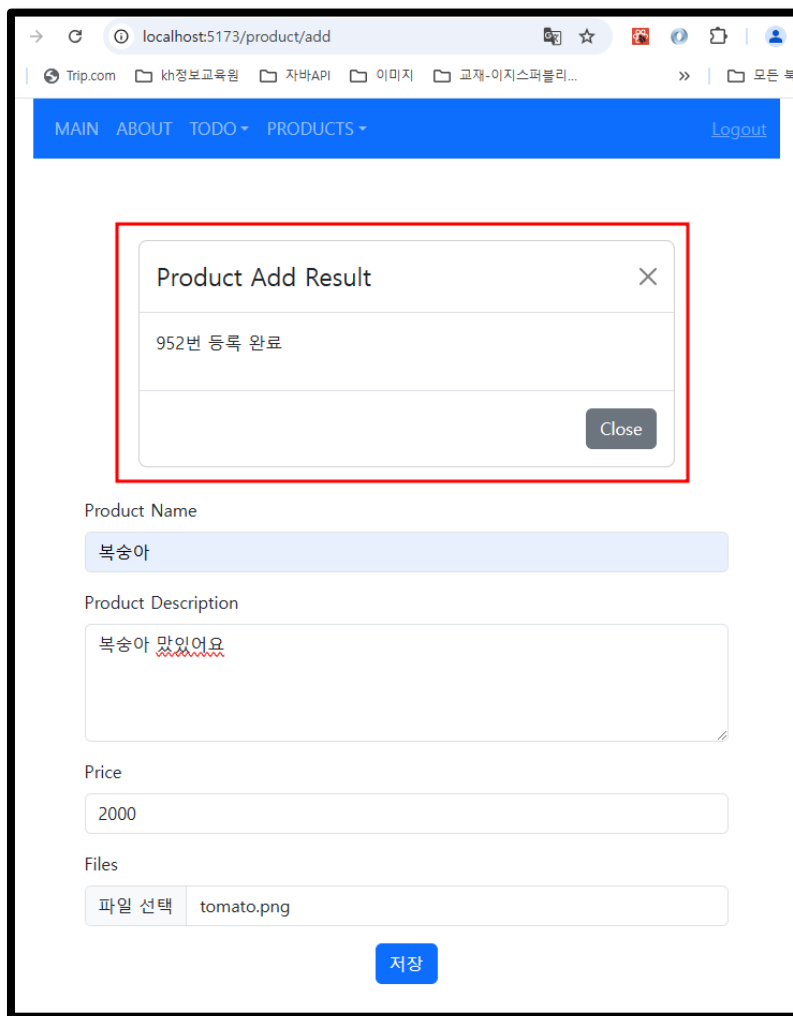 localhost:5173/product/add
Trip.com kh정보교육원 자바API 이미지 교재-이지스퍼블리... » 모든 북
MAIN ABOUT TODO PRODUCTS Logout
Product Add Result
952번 등록 완료
Close
Product Name
복숭아
Product Description
복숭아 맜있어요
Price
2000
Files
파일 선택 tomato.png
저장